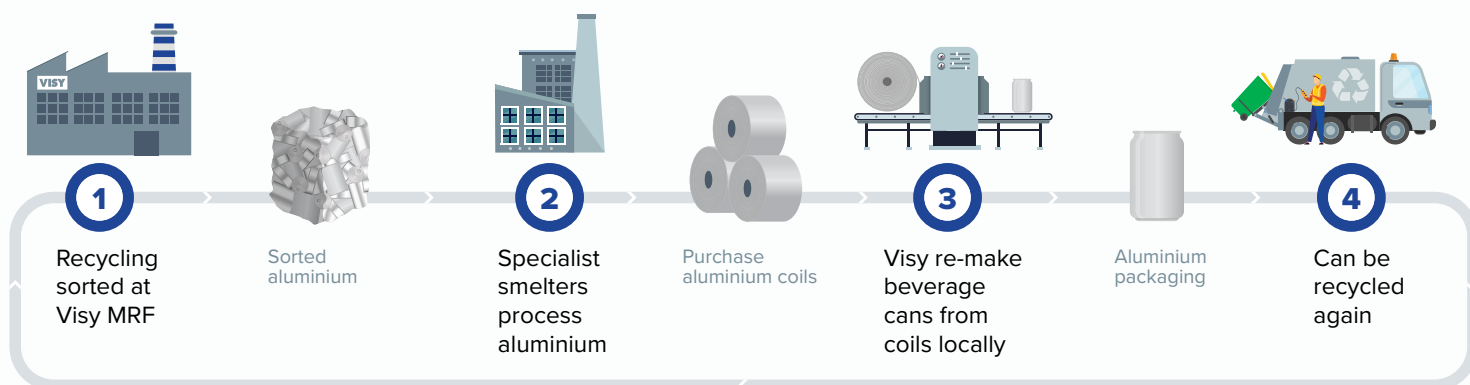 VISY
1
Recycling
sorted at
Visy MRF
Sorted
aluminium
2
Specialist
smelters
process
aluminium
Purchase
aluminium coils
3
Visy re-make
beverage
cans from
coils locally
Aluminium
packaging
4
Can be
recycled
again